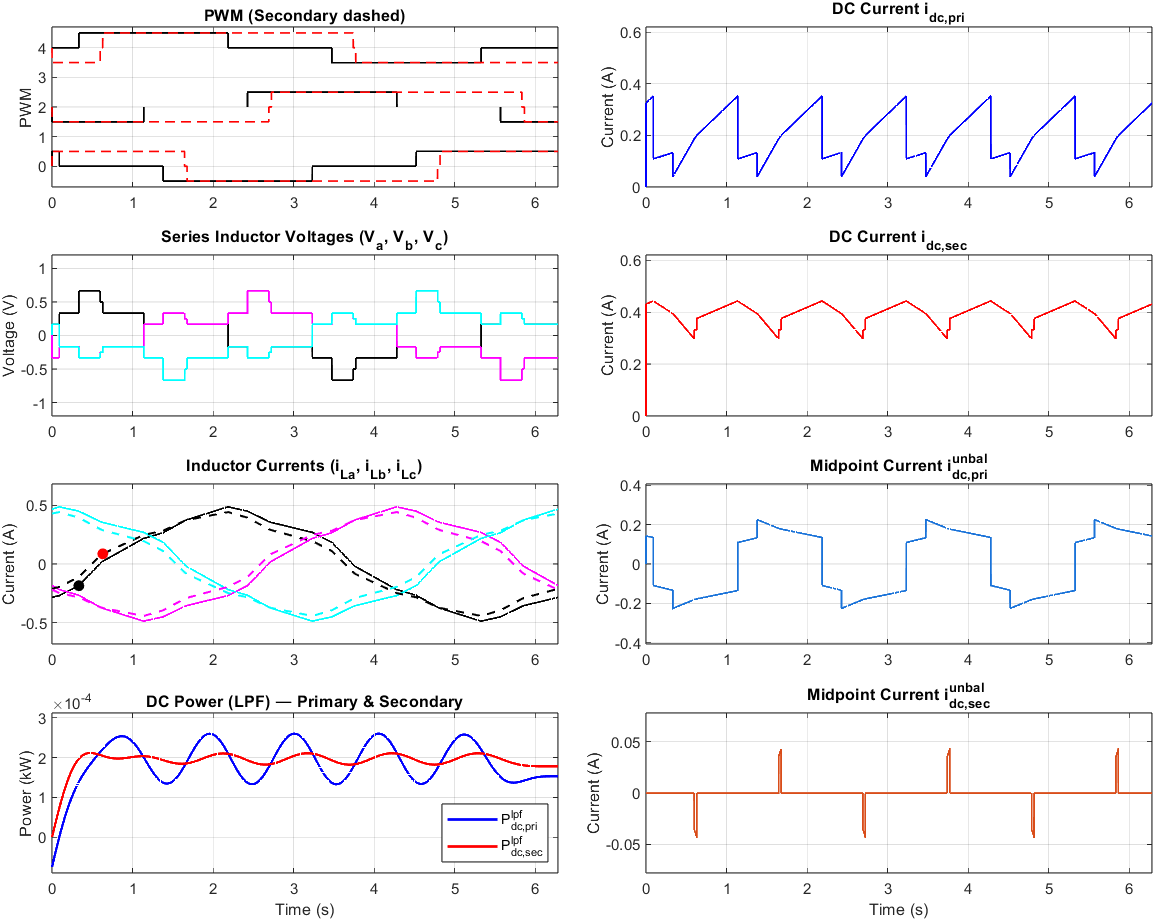 PWM (Secondary dashed)
PWM
4
3
2
1
0
0 1 2 3 4 5 6
DC Current i_dc,pri
Current (A)
0.6
0.4
0.2
0
0 1 2 3 4 5 6
Series Inductor Voltages (V_a, V_b, V_c)
Voltage (V)
1
0.5
0
-0.5
-1
0 1 2 3 4 5 6
DC Current i_dc,sec
Current (A)
0.6
0.4
0.2
0
0 1 2 3 4 5 6
Inductor Currents (i_La, i_Lb, i_Lc)
Current (A)
0.5
0
-0.5
0 1 2 3 4 5 6
Midpoint Current i^unbal_dc,pri
Current (A)
0.4
0.2
0
-0.2
-0.4
0 1 2 3 4 5 6
×10^-4
DC Power (LPF) — Primary & Secondary
Power (kW)
3
2
1
0
P^lpf_dc,pri
P^lpf_dc,sec
0 1 2 3 4 5 6
Time (s)
Midpoint Current i^unbal_dc,sec
Current (A)
0.05
0
-0.05
0 1 2 3 4 5 6
Time (s)